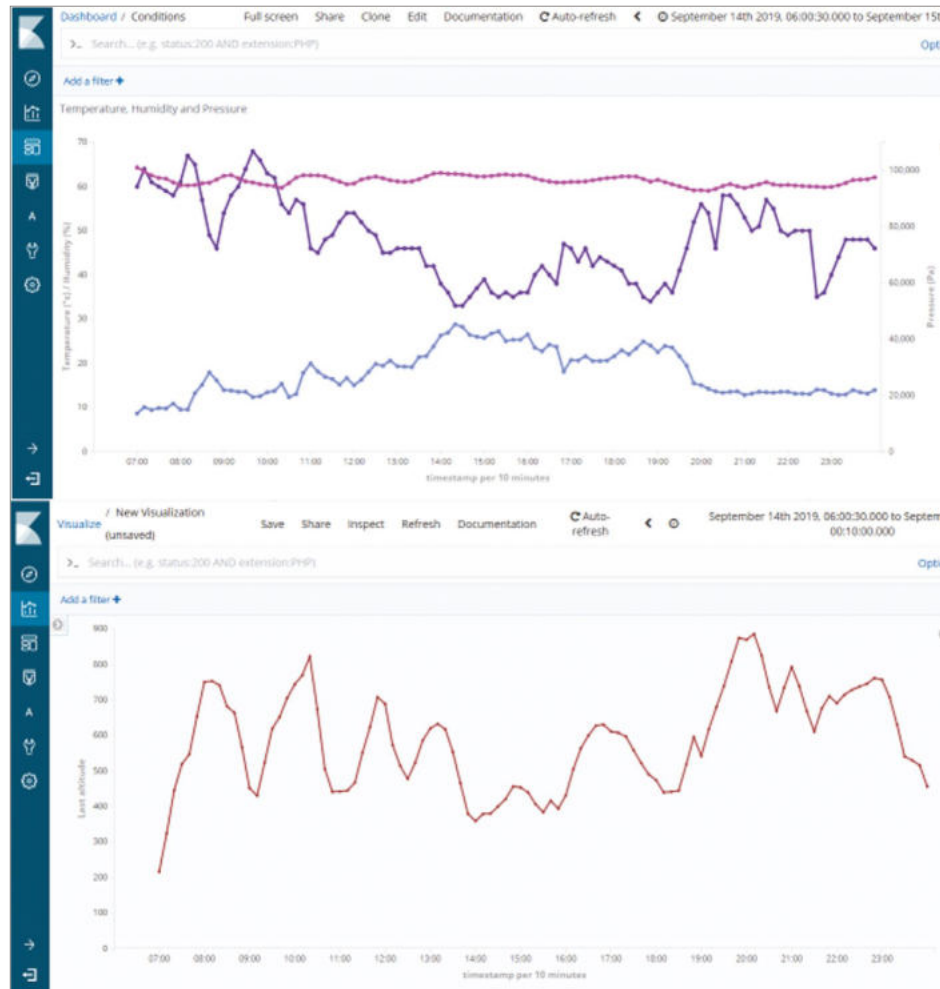 Dashboard / Conditions Full screen Share Clone Edit Documentation Auto-refresh September 14th 2019, 06:00:30.000 to September 15th
>_ Search... (e.g. status:200 AND extension:PHP) Opti
Add a filter +
Temperature, Humidity and Pressure
70
60
50
40
30
20
10
0
Temperature (°c) / Humidity (%)
100,000
80,000
60,000
40,000
20,000
0
Pressure (Pa)
07:00 08:00 09:00 10:00 11:00 12:00 13:00 14:00 15:00 16:00 17:00 18:00 19:00 20:00 21:00 22:00 23:00
timestamp per 10 minutes
A
Visualize / New Visualization (unsaved) Save Share Inspect Refresh Documentation Auto-refresh September 14th 2019, 06:00:30.000 to Septem
00:10:00.000
>_ Search... (e.g. status:200 AND extension:PHP) Opti
Add a filter +
900
800
700
600
500
400
300
200
100
0
Last altitude
07:00 08:00 09:00 10:00 11:00 12:00 13:00 14:00 15:00 16:00 17:00 18:00 19:00 20:00 21:00 22:00 23:00
timestamp per 10 minutes
A